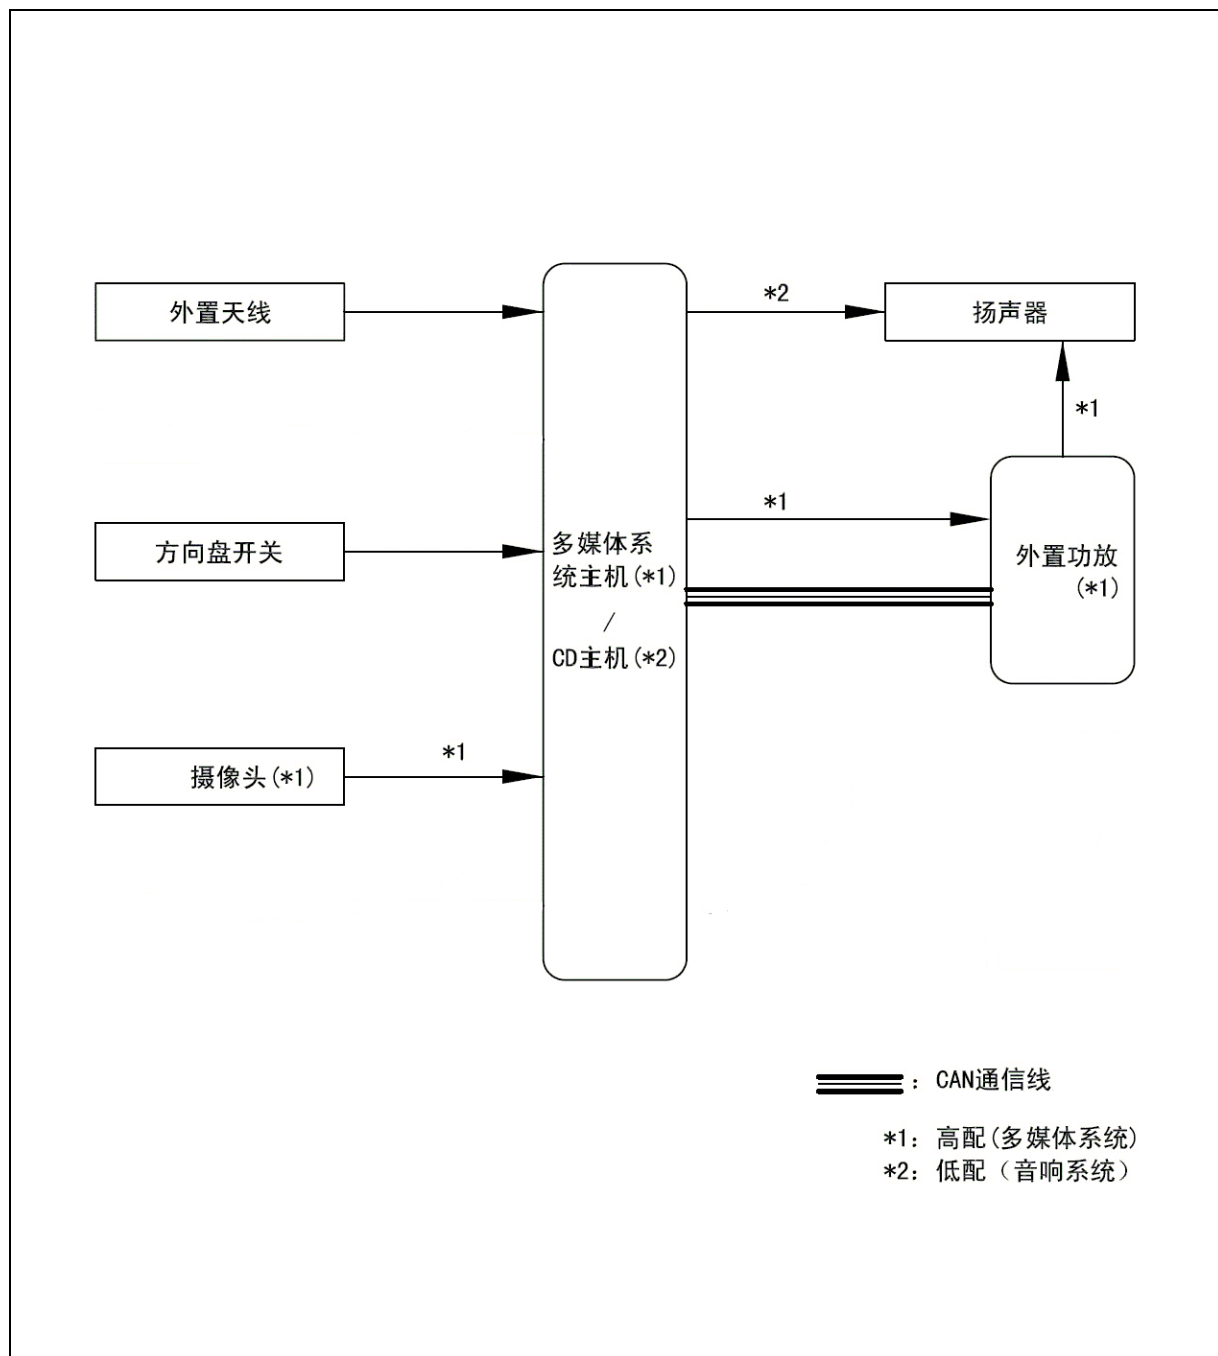 外置天线
*2
扬声器
*1
*1
方向盘开关
多媒体系
统主机(*1)
/
CD主机(*2)
外置功放
(*1)
*1
摄像头(*1)
：CAN通信线
*1：高配(多媒体系统)
*2：低配（音响系统）